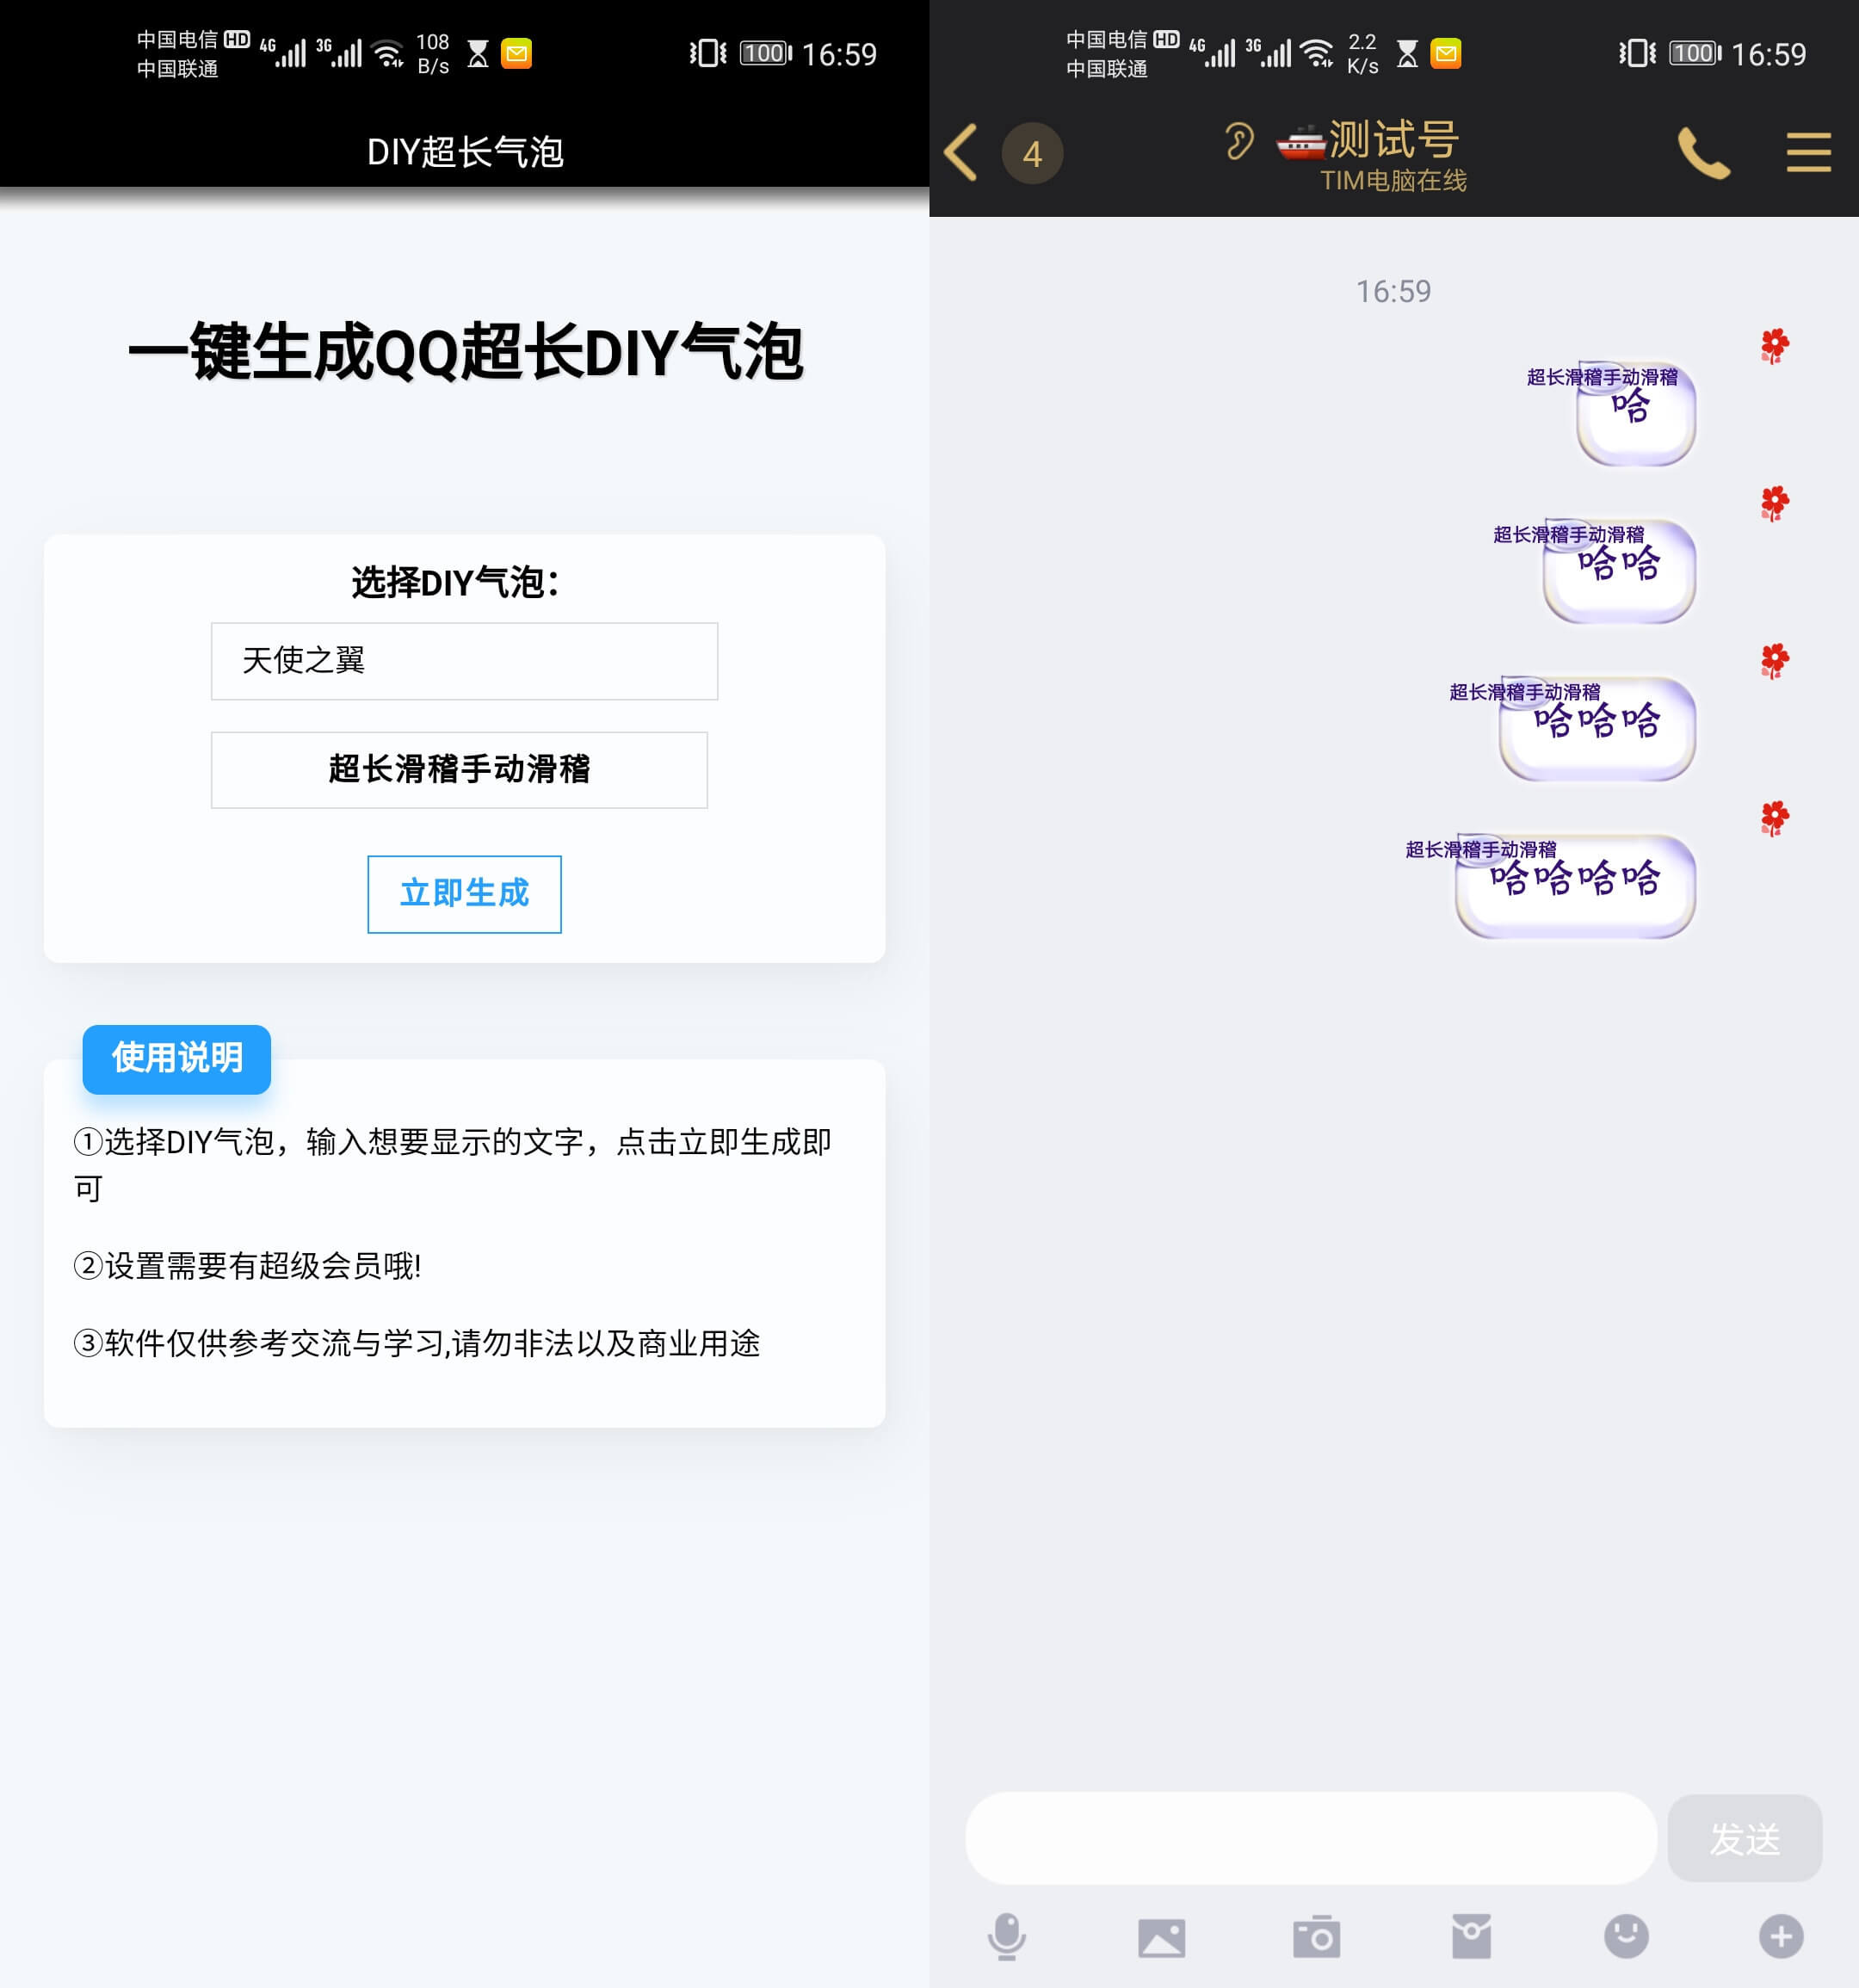 中国电信 HD 4G 3G 108 B/s 100 16:59
中国联通
DIY超长气泡
一键生成QQ超长DIY气泡
选择DIY气泡：
天使之翼
超长滑稽手动滑稽
立即生成
使用说明
①选择DIY气泡，输入想要显示的文字，点击立即生成即
可
②设置需要有超级会员哦!
③软件仅供参考交流与学习,请勿非法以及商业用途
中国电信 HD 4G 3G 2.2 K/s 100 16:59
中国联通
4
测试号
TIM电脑在线
16:59
超长滑稽手动滑稽
哈
超长滑稽手动滑稽
哈哈
超长滑稽手动滑稽
哈哈哈
超长滑稽手动滑稽
哈哈哈哈
发送